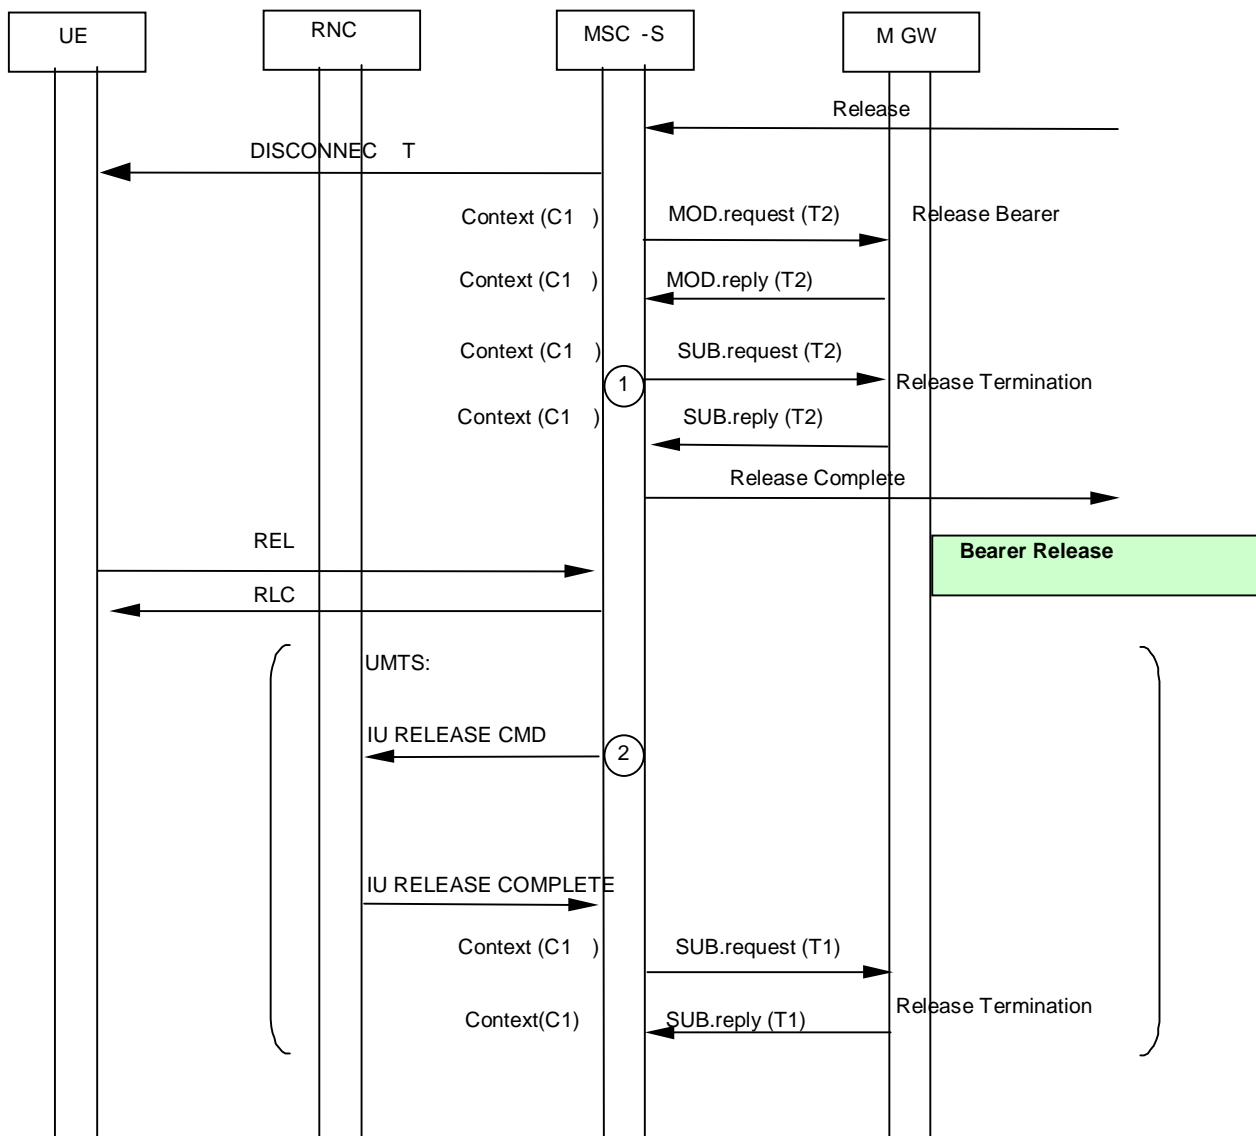 UE
RNC
MSC -S
M GW
Release
DISCONNEC T
Context (C1 )
MOD.request (T2)
Release Bearer
Context (C1 )
MOD.reply (T2)
Context (C1 )
SUB.request (T2)
1
Release Termination
Context (C1 )
SUB.reply (T2)
Release Complete
REL
Bearer Release
RLC
UMTS:
IU RELEASE CMD
2
IU RELEASE COMPLETE
Context (C1 )
SUB.request (T1)
Release Termination
Context(C1)
SUB.reply (T1)